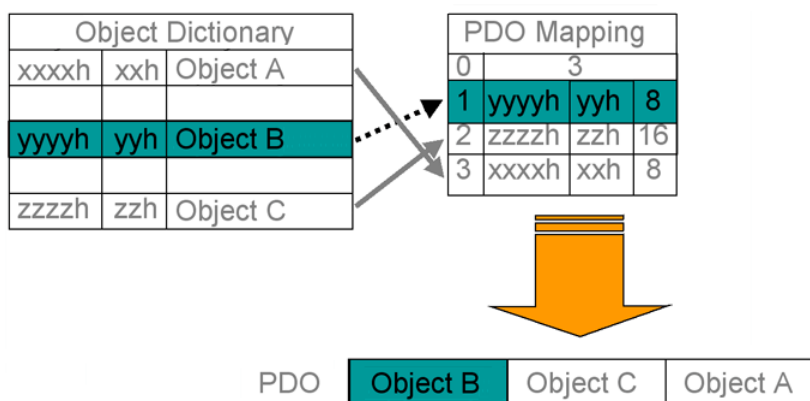 Object Dictionary
xxxxh xxh Object A
yyyyh yyh Object B
zzzzh zzh Object C
PDO Mapping
0 3
1 yyyyh yyh 8
2 zzzzh zzh 16
3 xxxxh xxh 8
PDO Object B Object C Object A